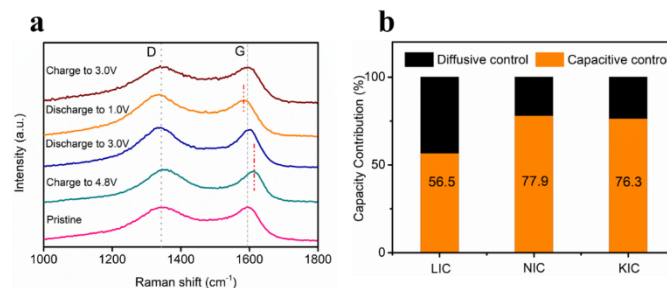 a
D
G
Charge to 3.0V
Discharge to 1.0V
Discharge to 3.0V
Charge to 4.8V
Pristine
Intensity (a.u.)
1000 1200 1400 1600 1800
Raman shift (cm⁻¹)
b
Diffusive control Capacitive control
Capacity Contribution (%)
100
50
0
56.5 77.9 76.3
LIC NIC KIC